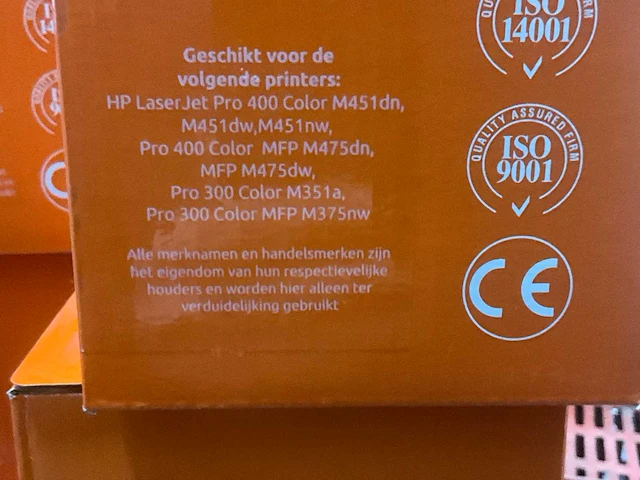 Geschikt voor de
volgende printers:
HP LaserJet Pro 400 Color M451dn,
M451dw,M451nw,
Pro 400 Color MFP M475dn,
MFP M475dw,
Pro 300 Color M351a,
Pro 300 Color MFP M375nw
Alle merknamen en handelsmerken zijn
het eigendom van hun respectievelijke
houders en worden hier alleen ter
verduidelijking gebruikt
ISO
14001
QUALITY ASSURED FIRM
ISO
9001
CE